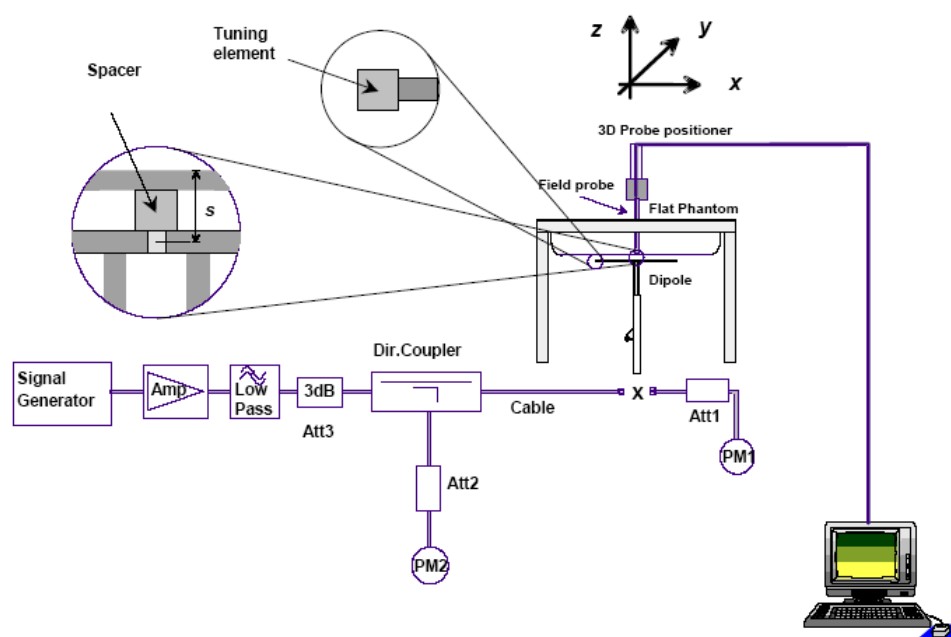 Tuning
element
Spacer
s
z
y
x
3D Probe positioner
Field probe
Flat Phantom
Dipole
Signal
Generator
Amp
Low
Pass
3dB
Att3
Dir.Coupler
Cable
x
Att1
PM1
Att2
PM2